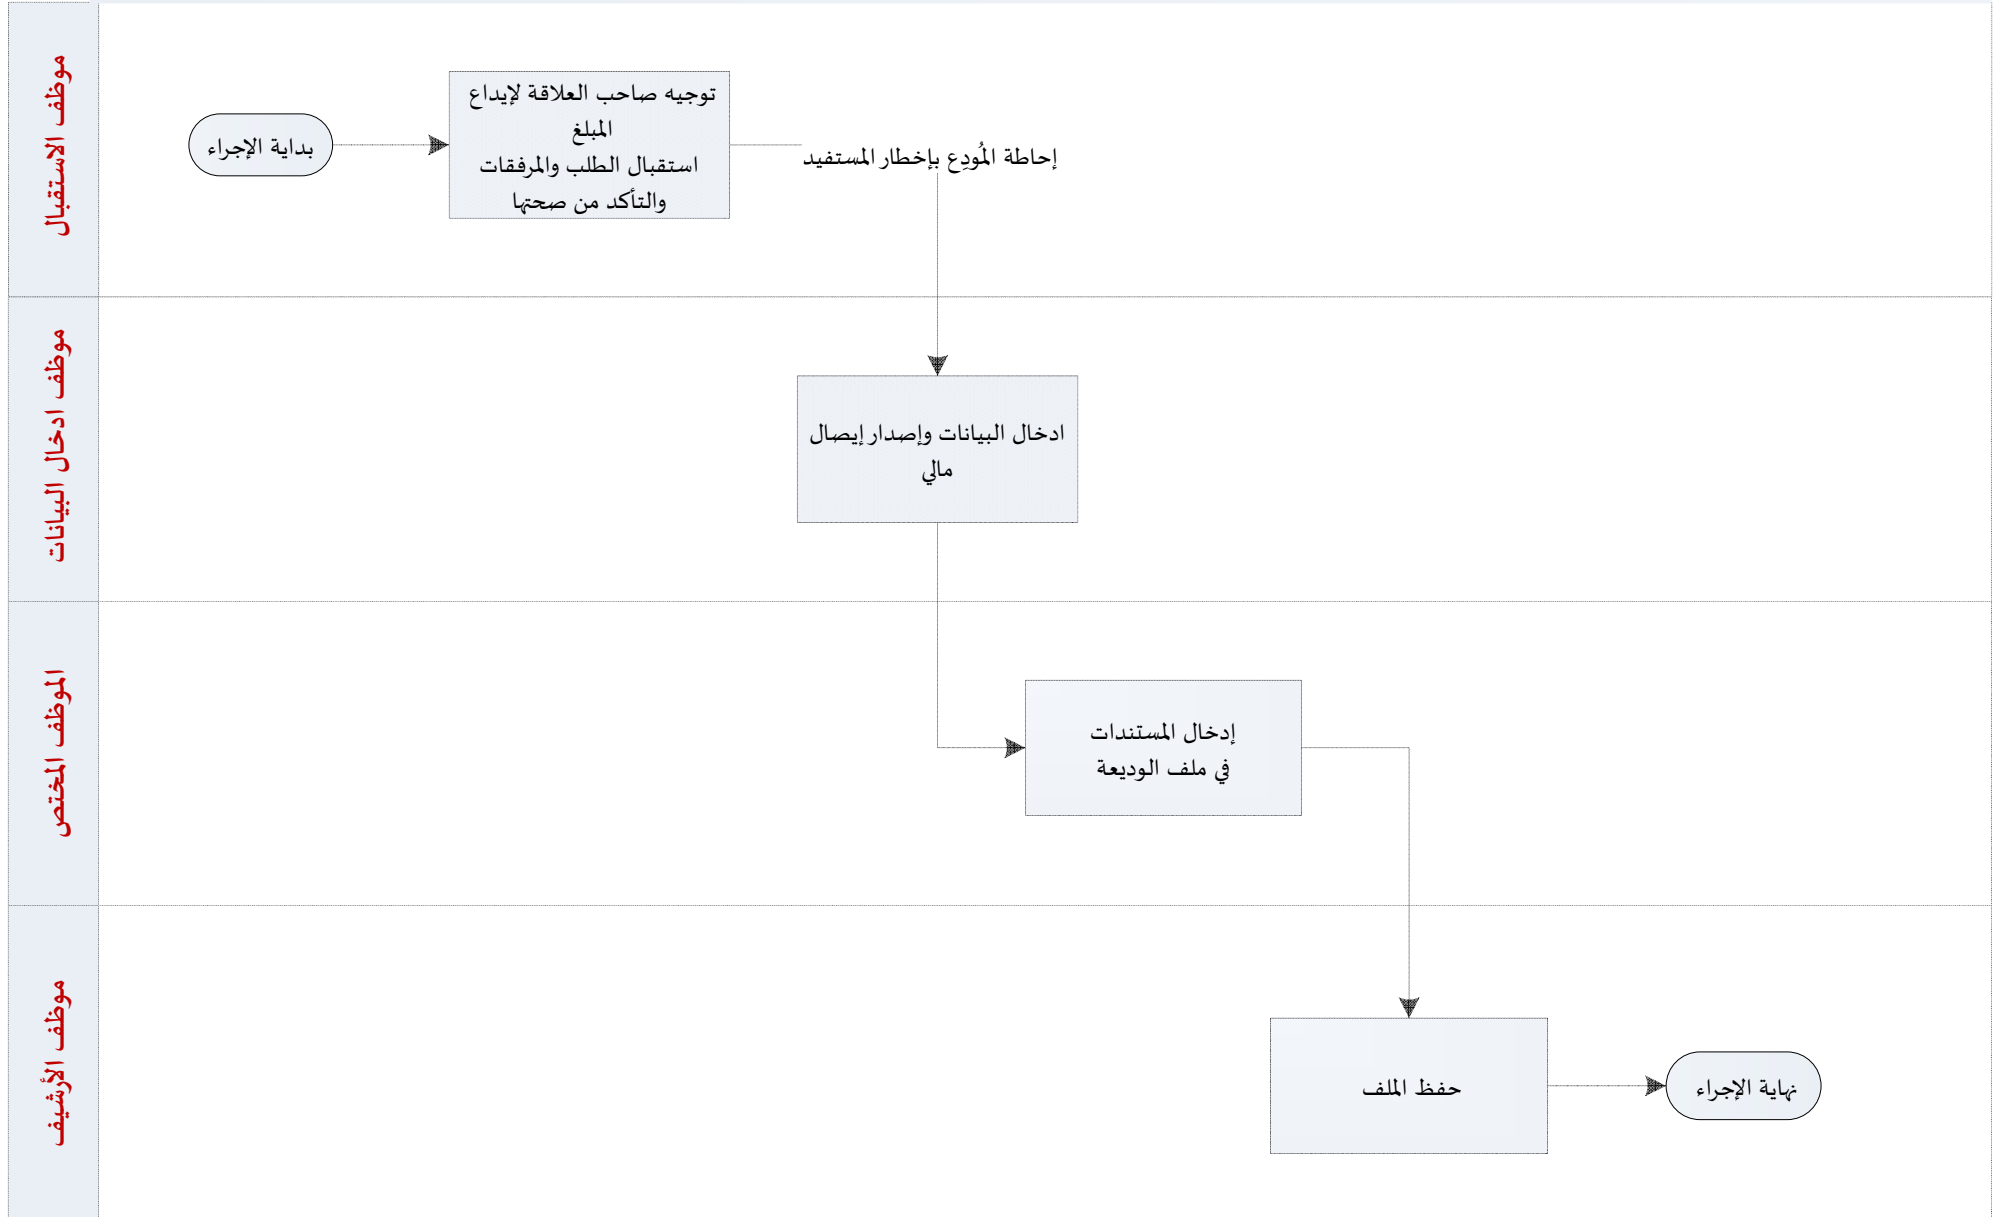 موظف الاستقبال
بداية الإجراء
توجيه صاحب العلاقة لإيداع
المبلغ
استقبال الطلب والمرفقات
والتأكد من صحتها
إحاطة المُودِع بإخطار المستفيد
موظف ادخال البيانات
ادخال البيانات وإصدار إيصال
مالي
الموظف المختص
إدخال المستندات
في ملف الوديعة
موظف الأرشيف
حفظ الملف
نهاية الإجراء